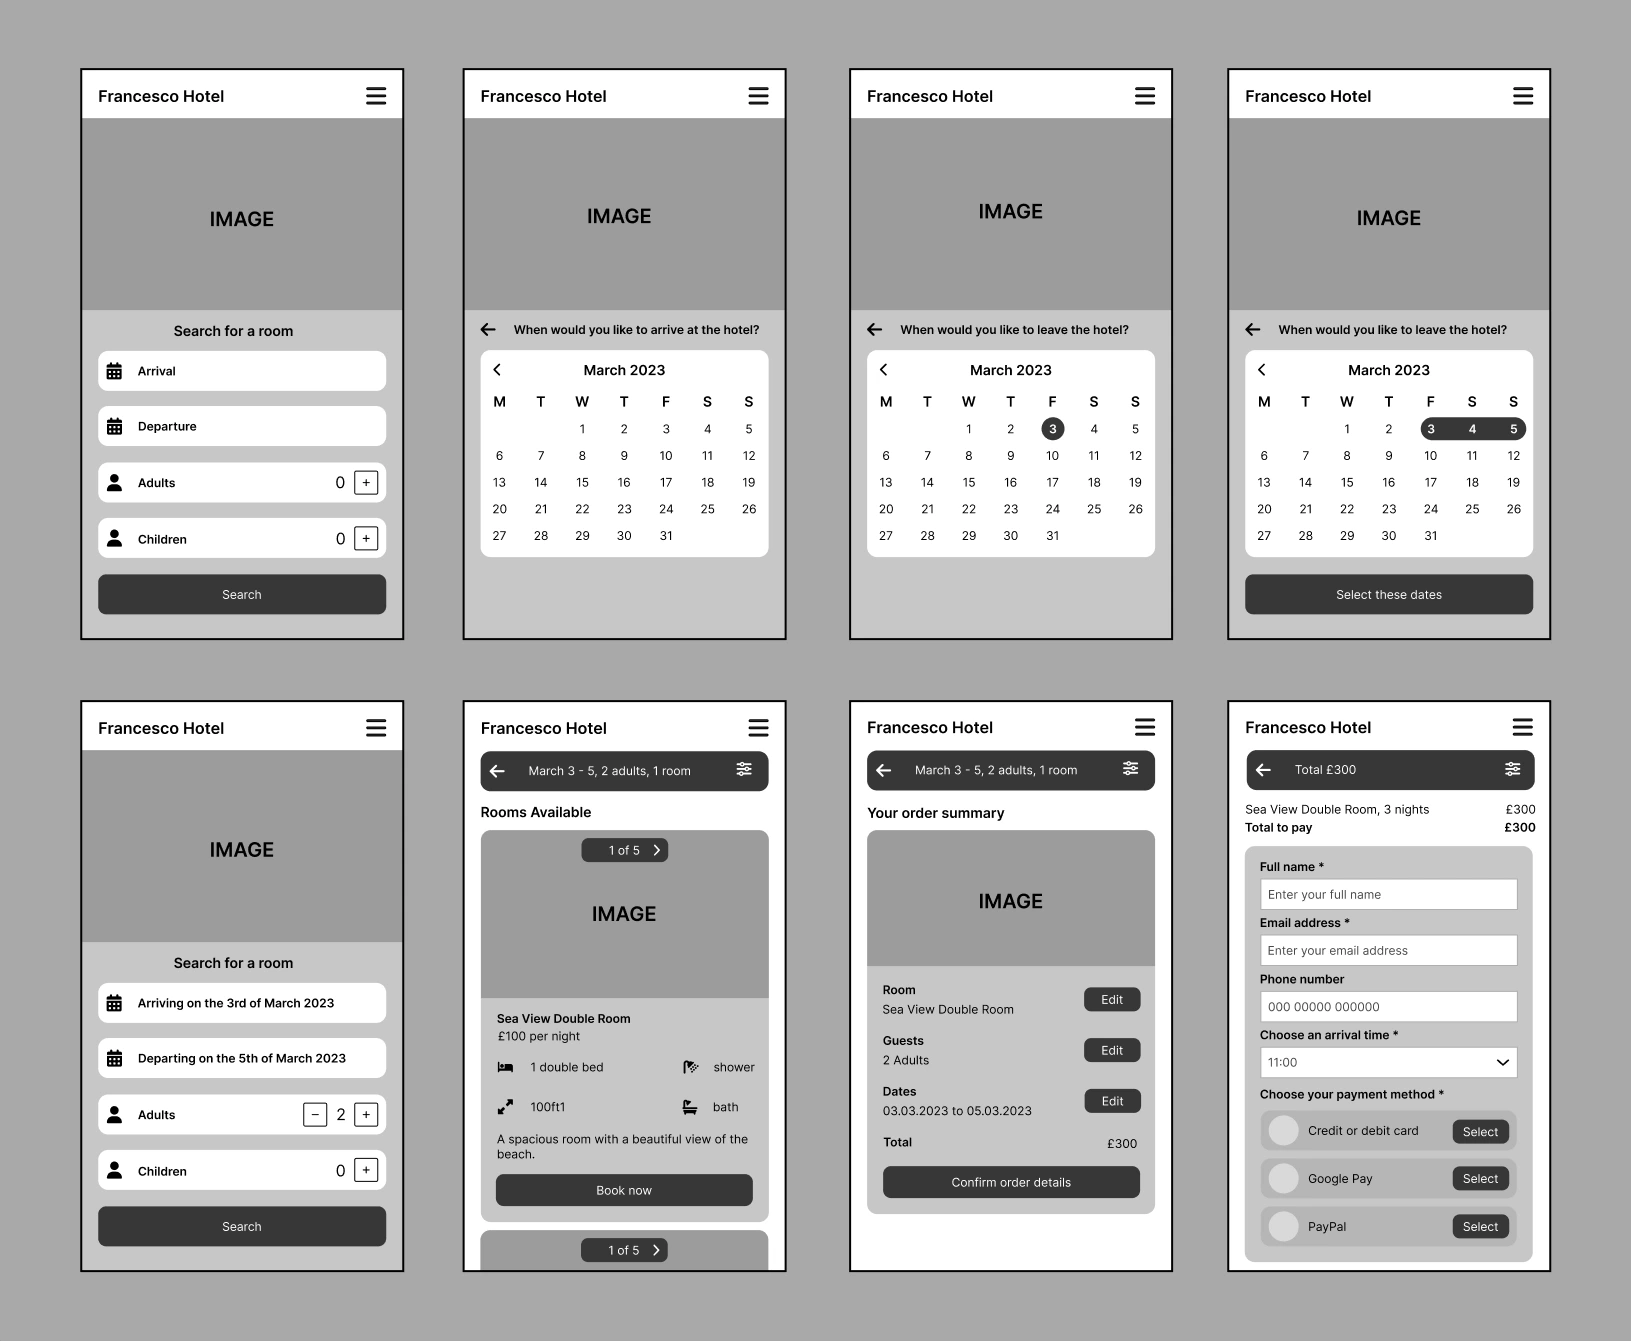 Francesco Hotel
IMAGE
Search for a room
Arrival
Departure
Adults 0 +
Children 0 +
Search
Francesco Hotel
IMAGE
When would you like to arrive at the hotel?
March 2023
M T W T F S S
1 2 3 4 5
6 7 8 9 10 11 12
13 14 15 16 17 18 19
20 21 22 23 24 25 26
27 28 29 30 31
Francesco Hotel
IMAGE
When would you like to leave the hotel?
March 2023
M T W T F S S
1 2 3 4 5
6 7 8 9 10 11 12
13 14 15 16 17 18 19
20 21 22 23 24 25 26
27 28 29 30 31
Francesco Hotel
IMAGE
When would you like to leave the hotel?
March 2023
M T W T F S S
1 2 3 4 5
6 7 8 9 10 11 12
13 14 15 16 17 18 19
20 21 22 23 24 25 26
27 28 29 30 31
Select these dates
Francesco Hotel
IMAGE
Search for a room
Arriving on the 3rd of March 2023
Departing on the 5th of March 2023
Adults − 2 +
Children 0 +
Search
Francesco Hotel
March 3 - 5, 2 adults, 1 room
Rooms Available
1 of 5
IMAGE
Sea View Double Room
£100 per night
1 double bed shower
100ft1 bath
A spacious room with a beautiful view of the
beach.
Book now
1 of 5
Francesco Hotel
March 3 - 5, 2 adults, 1 room
Your order summary
IMAGE
Room
Sea View Double Room
Edit
Guests
2 Adults
Edit
Dates
03.03.2023 to 05.03.2023
Edit
Total £300
Confirm order details
Francesco Hotel
Total £300
Sea View Double Room, 3 nights £300
Total to pay £300
Full name *
Enter your full name
Email address *
Enter your email address
Phone number
000 00000 000000
Choose an arrival time *
11:00
Choose your payment method *
Credit or debit card Select
Google Pay Select
PayPal Select